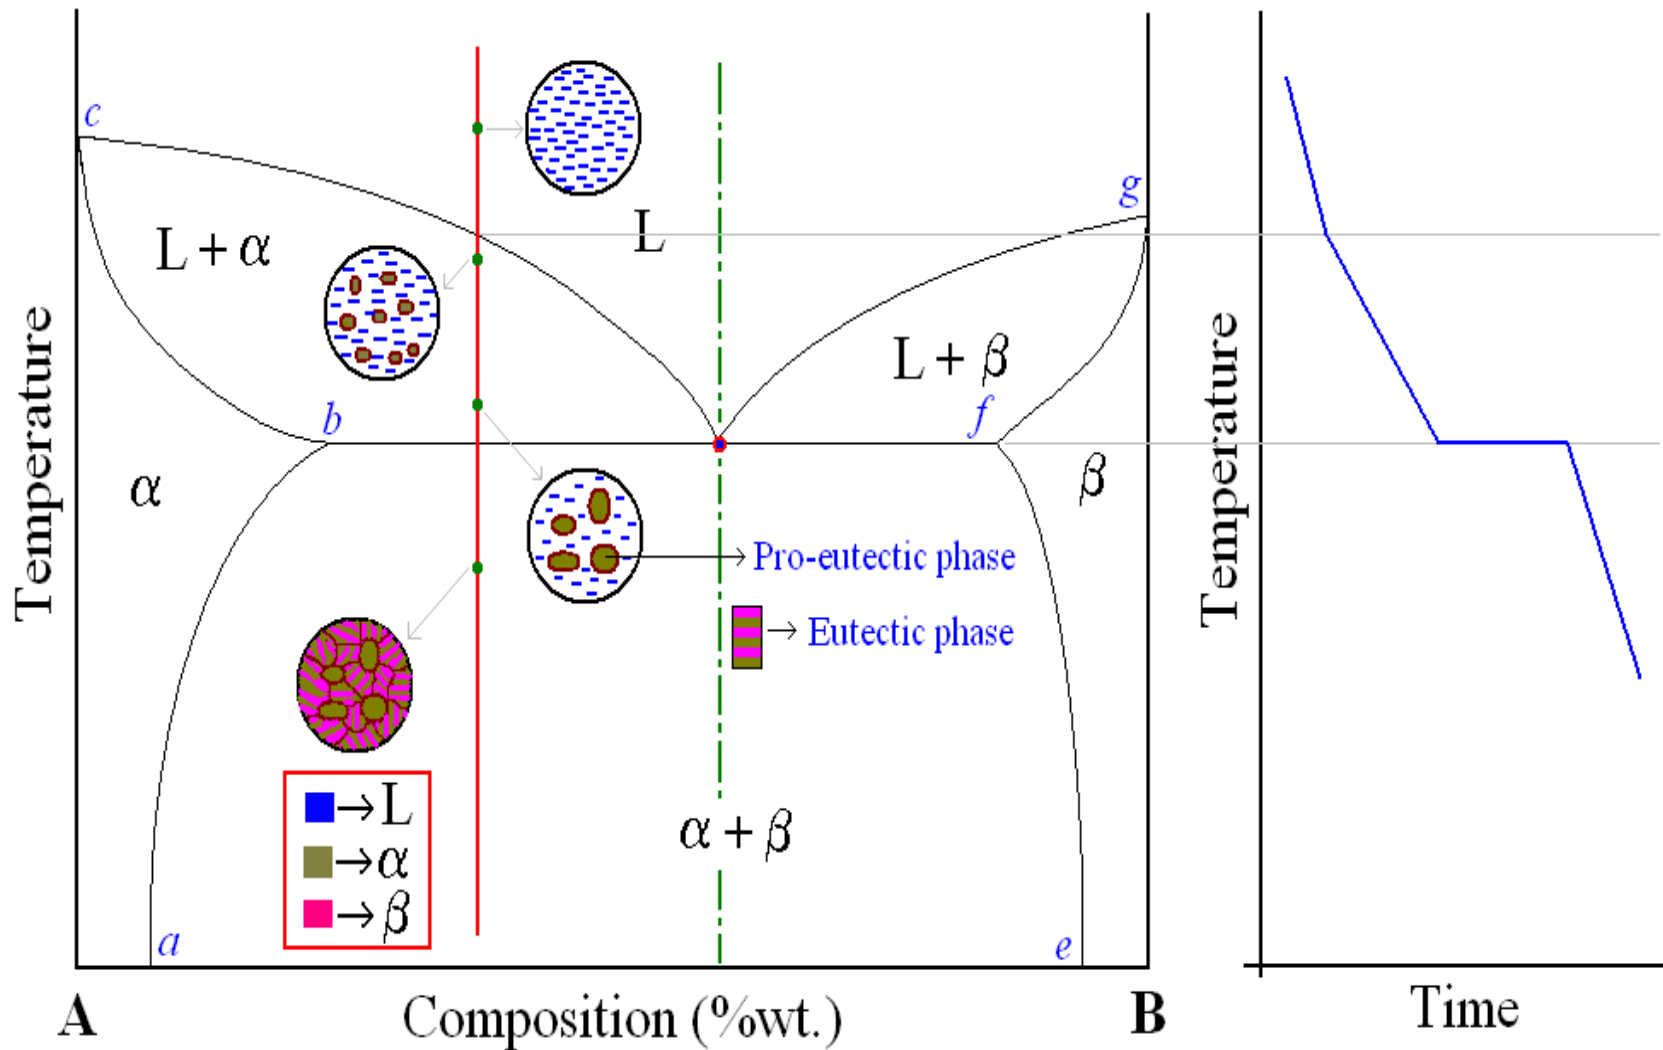 c
g
L
L + α
L + β
b
f
α
β
Pro-eutectic phase
Eutectic phase
→L
→α
→β
α + β
a
e
A
B
Composition (%wt.)
Temperature
Temperature
Time